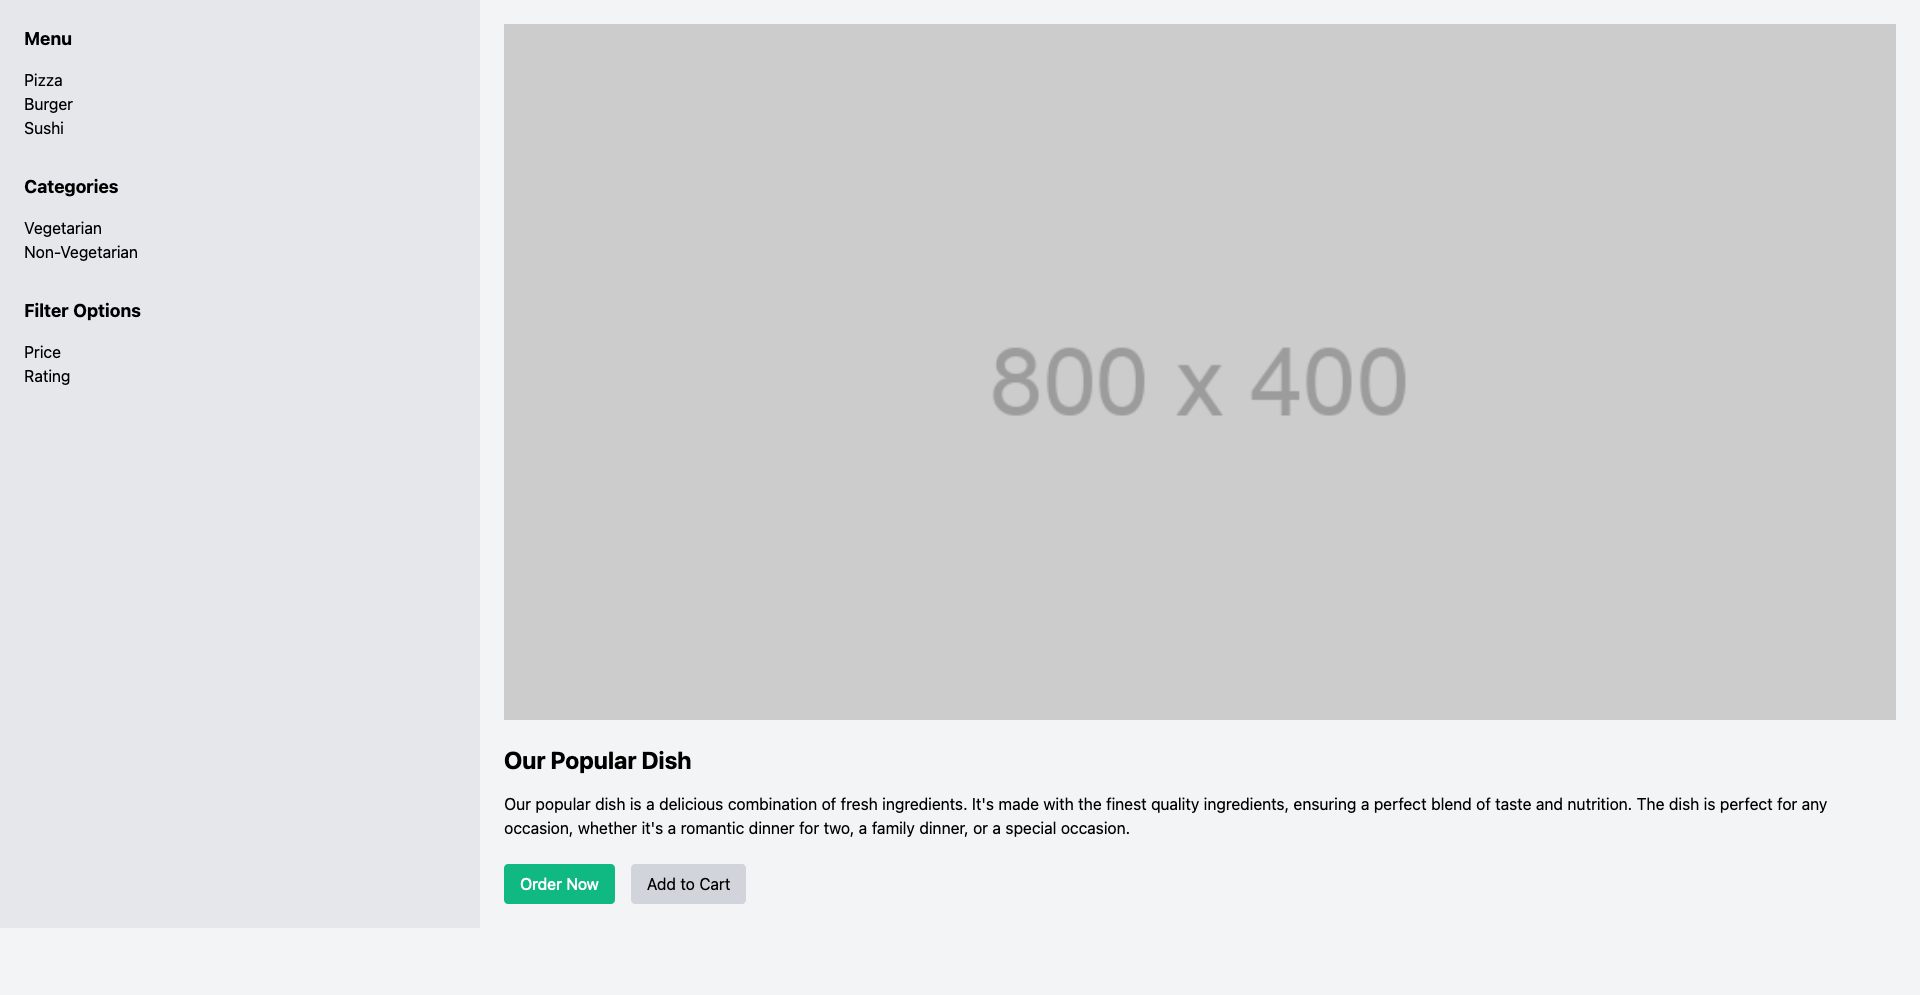 Menu
Pizza
Burger
Sushi
Categories
Vegetarian
Non-Vegetarian
Filter Options
Price
Rating
800 x 400
Our Popular Dish
Our popular dish is a delicious combination of fresh ingredients. It's made with the finest quality ingredients, ensuring a perfect blend of taste and nutrition. The dish is perfect for any
occasion, whether it's a romantic dinner for two, a family dinner, or a special occasion.
Order Now
Add to Cart